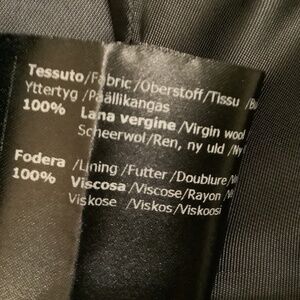 Tessuto/Fabric/Oberstoff/Tissu
Yttertyg/Päällikangas
100% Lana vergine/Virgin wool
Scheerwol/Ren, ny uld/Ny
Fodera /Lining/Futter/Doublure/
100% Viscosa/Viscose/Rayon
Viskose /Viskos/Viskoosi